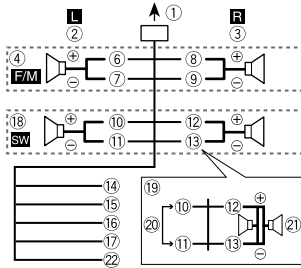 L ① R
② ③
④ ⊕ ⑥ ⑧ ⊕
F/M ⊖ ⑦ ⑨ ⊖
⑱ ⊕ ⑩ ⑫ ⊕
SW ⊖ ⑪ ⑬ ⊖
⑭
⑮
⑯
⑰
㉒
⑲
⑩ ⑫ ⊕
⑳ ㉑
⑪ ⑬ ⊖